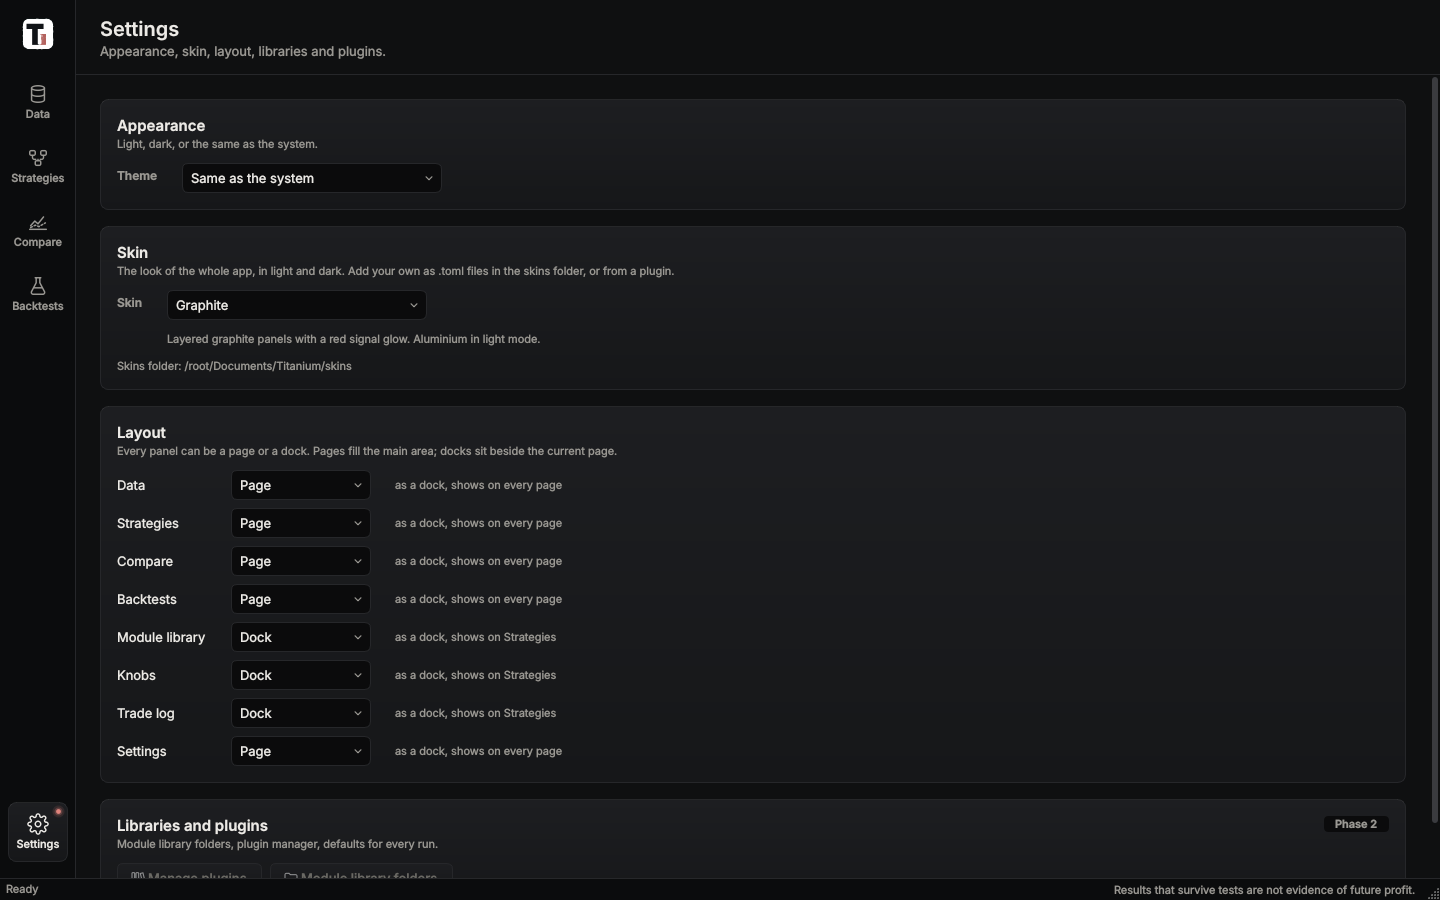 Ti
Settings
Appearance, skin, layout, libraries and plugins.
Data
Strategies
Compare
Backtests
Settings
Appearance
Light, dark, or the same as the system.
Theme
Same as the system
Skin
The look of the whole app, in light and dark. Add your own as .toml files in the skins folder, or from a plugin.
Skin
Graphite
Layered graphite panels with a red signal glow. Aluminium in light mode.
Skins folder: /root/Documents/Titanium/skins
Layout
Every panel can be a page or a dock. Pages fill the main area; docks sit beside the current page.
Data Page as a dock, shows on every page
Strategies Page as a dock, shows on every page
Compare Page as a dock, shows on every page
Backtests Page as a dock, shows on every page
Module library Dock as a dock, shows on Strategies
Knobs Dock as a dock, shows on Strategies
Trade log Dock as a dock, shows on Strategies
Settings Page as a dock, shows on every page
Libraries and plugins
Phase 2
Module library folders, plugin manager, defaults for every run.
Manage plugins Module library folders
Ready
Results that survive tests are not evidence of future profit.